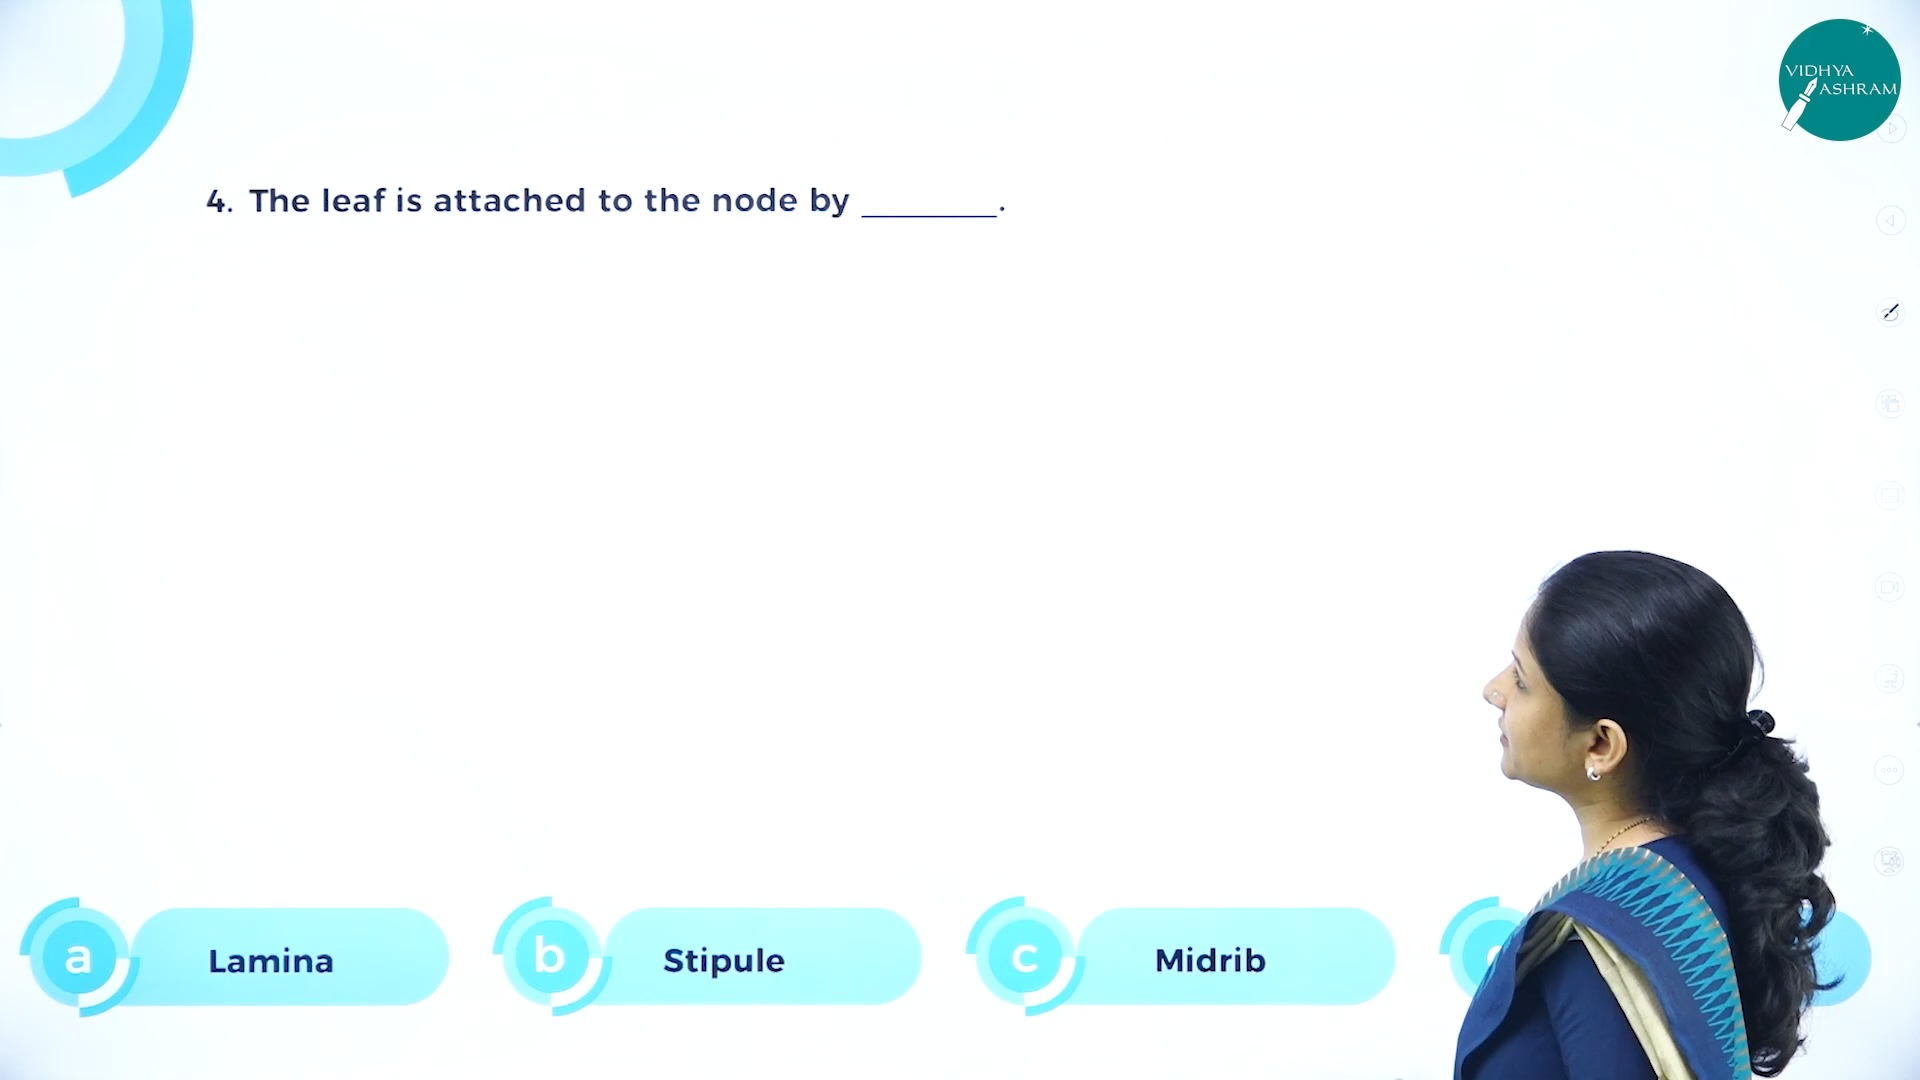 VIDHYA
ASHRAM
4. The leaf is attached to the node by ________.
a Lamina
b Stipule
c Midrib